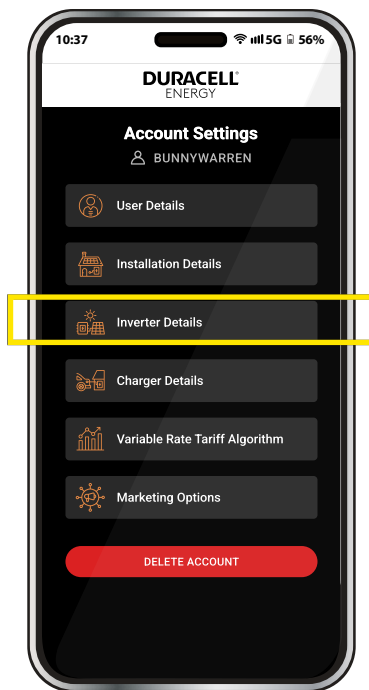 10:37 5G 56%
DURACELL
ENERGY
Account Settings
BUNNYWARREN
User Details
Installation Details
Inverter Details
Charger Details
Variable Rate Tariff Algorithm
Marketing Options
DELETE ACCOUNT